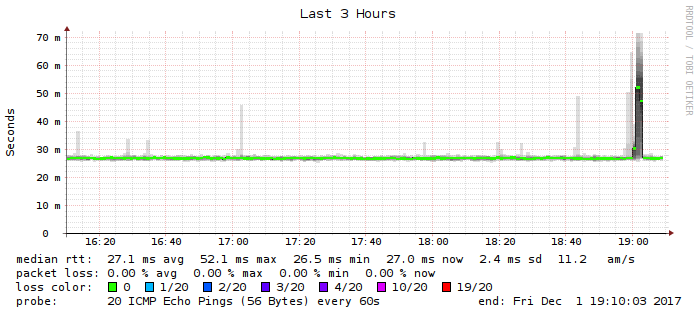 Last 3 Hours
RRDTOOL / TOBI OETIKER
Seconds
70 m
60 m
50 m
40 m
30 m
20 m
10 m
0
16:20 16:40 17:00 17:20 17:40 18:00 18:20 18:40 19:00
median rtt: 27.1 ms avg 52.1 ms max 26.5 ms min 27.0 ms now 2.4 ms sd 11.2 am/s
packet loss: 0.00 % avg 0.00 % max 0.00 % min 0.00 % now
loss color: 0 1/20 2/20 3/20 4/20 10/20 19/20
probe: 20 ICMP Echo Pings (56 Bytes) every 60s end: Fri Dec 1 19:10:03 2017